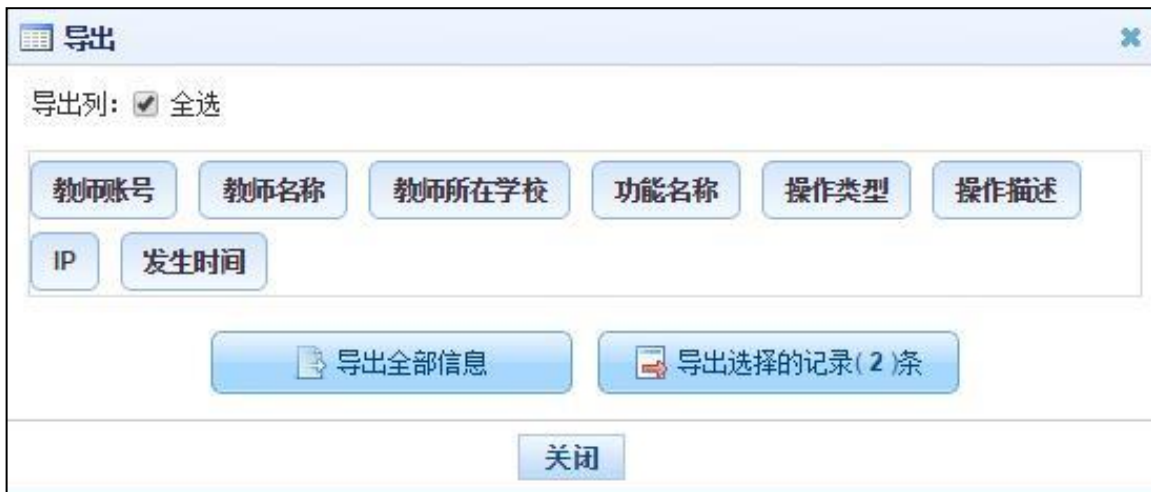 导出
导出列: 全选
教师账号 教师名称 教师所在学校 功能名称 操作类型 操作描述
IP 发生时间
导出全部信息 导出选择的记录(2)条
关闭